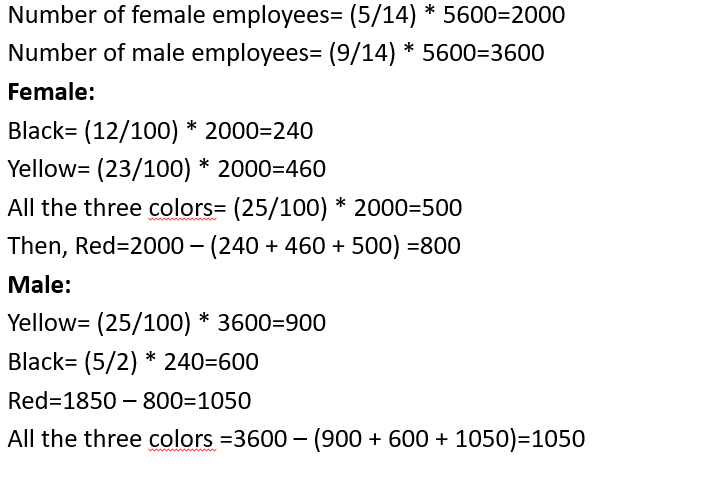 Number of female employees= (5/14) * 5600=2000
Number of male employees= (9/14) * 5600=3600
Female:
Black= (12/100) * 2000=240
Yellow= (23/100) * 2000=460
All the three colors= (25/100) * 2000=500
Then, Red=2000 – (240 + 460 + 500) =800
Male:
Yellow= (25/100) * 3600=900
Black= (5/2) * 240=600
Red=1850 – 800=1050
All the three colors =3600 – (900 + 600 + 1050)=1050